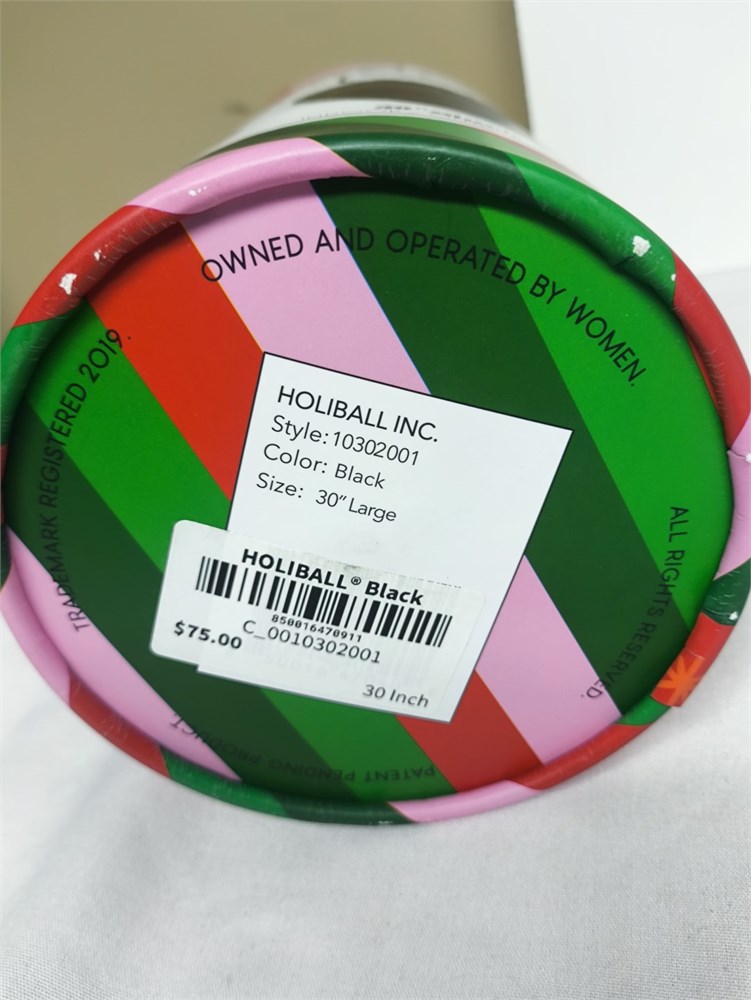 OWNED AND OPERATED BY WOMEN.
TRADEMARK REGISTERED 2019.
HOLIBALL INC.
Style: 10302001
Color: Black
Size: 30" Large
HOLIBALL® Black
850016470911
C_0010302001
$75.00
30 Inch
ALL RIGHTS RESERVED.
PATENT PENDING PRODUCT.